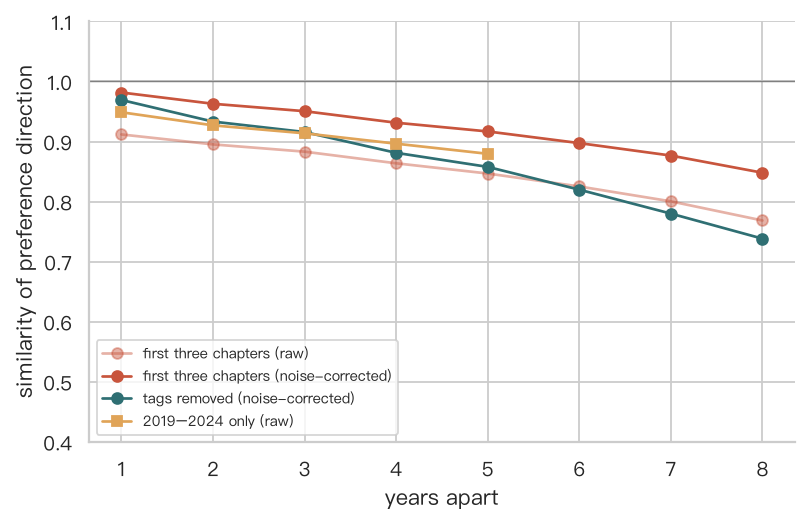 1.1
1.0
0.9
0.8
0.7
0.6
0.5
0.4
similarity of preference direction
first three chapters (raw)
first three chapters (noise−corrected)
tags removed (noise−corrected)
2019−2024 only (raw)
1 2 3 4 5 6 7 8
years apart